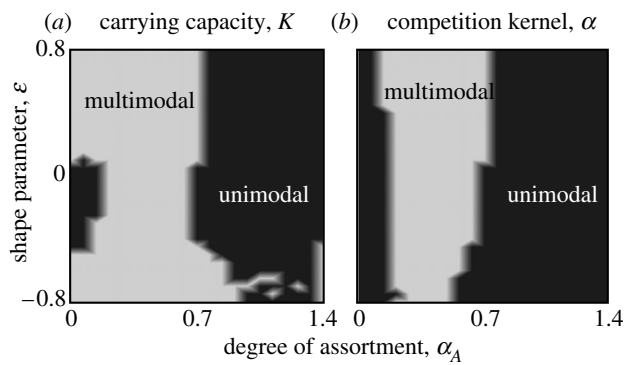 (a) carrying capacity, K
(b) competition kernel, α
shape parameter, ε
0.8
0
−0.8
multimodal
unimodal
multimodal
unimodal
0 0.7 1.4
0 0.7 1.4
degree of assortment, α_A